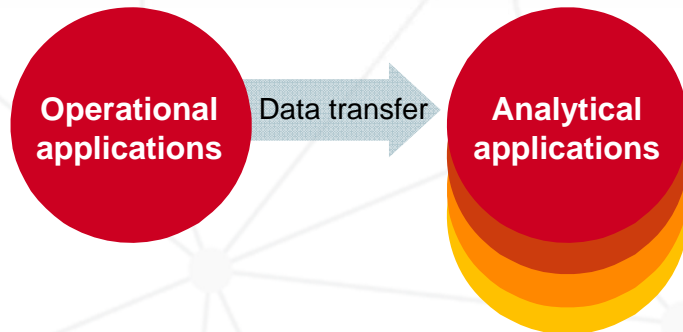 Operational
applications
Data transfer
Analytical
applications